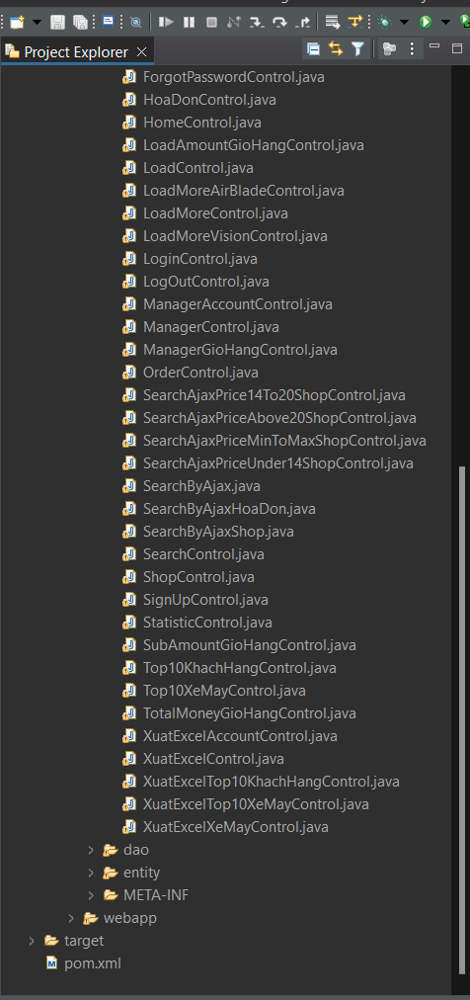 Project Explorer
ForgotPasswordControl.java
HoaDonControl.java
HomeControl.java
LoadAmountGioHangControl.java
LoadControl.java
LoadMoreAirBladeControl.java
LoadMoreControl.java
LoadMoreVisionControl.java
LoginControl.java
LogOutControl.java
ManagerAccountControl.java
ManagerControl.java
ManagerGioHangControl.java
OrderControl.java
SearchAjaxPrice14To20ShopControl.java
SearchAjaxPriceAbove20ShopControl.java
SearchAjaxPriceMinToMaxShopControl.java
SearchAjaxPriceUnder14ShopControl.java
SearchByAjax.java
SearchByAjaxHoaDon.java
SearchByAjaxShop.java
SearchControl.java
ShopControl.java
SignUpControl.java
StatisticControl.java
SubAmountGioHangControl.java
Top10KhachHangControl.java
Top10XeMayControl.java
TotalMoneyGioHangControl.java
XuatExcelAccountControl.java
XuatExcelControl.java
XuatExcelTop10KhachHangControl.java
XuatExcelTop10XeMayControl.java
XuatExcelXeMayControl.java
dao
entity
META-INF
webapp
target
pom.xml